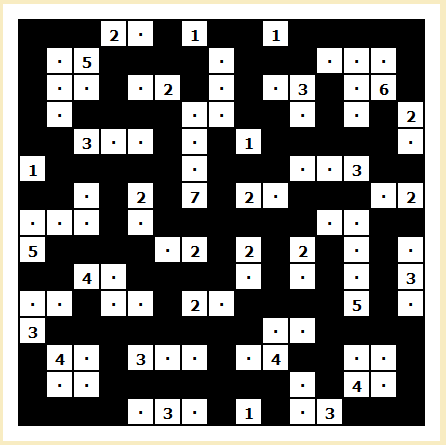 2 · 1 1
· 5 · · · ·
· · · 2 · · 3 · 6
· · · · · 2
3 · · · 1 ·
1 · · · 3
· 2 7 2 · · 2
· · · · · ·
5 · 2 2 2 · ·
4 · · · · 3
· · · · 2 · 5 ·
3 · ·
4 · 3 · · · 4 · ·
· · · 4 ·
· 3 · 1 · 3